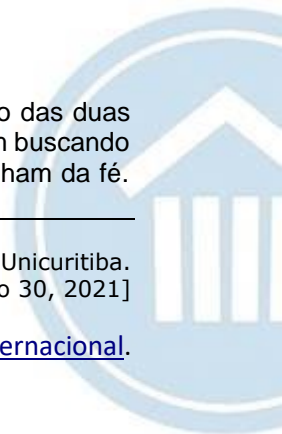 o das duas
buscando
ham da fé.
Unicuritiba.
o 30, 2021]
ernacional.